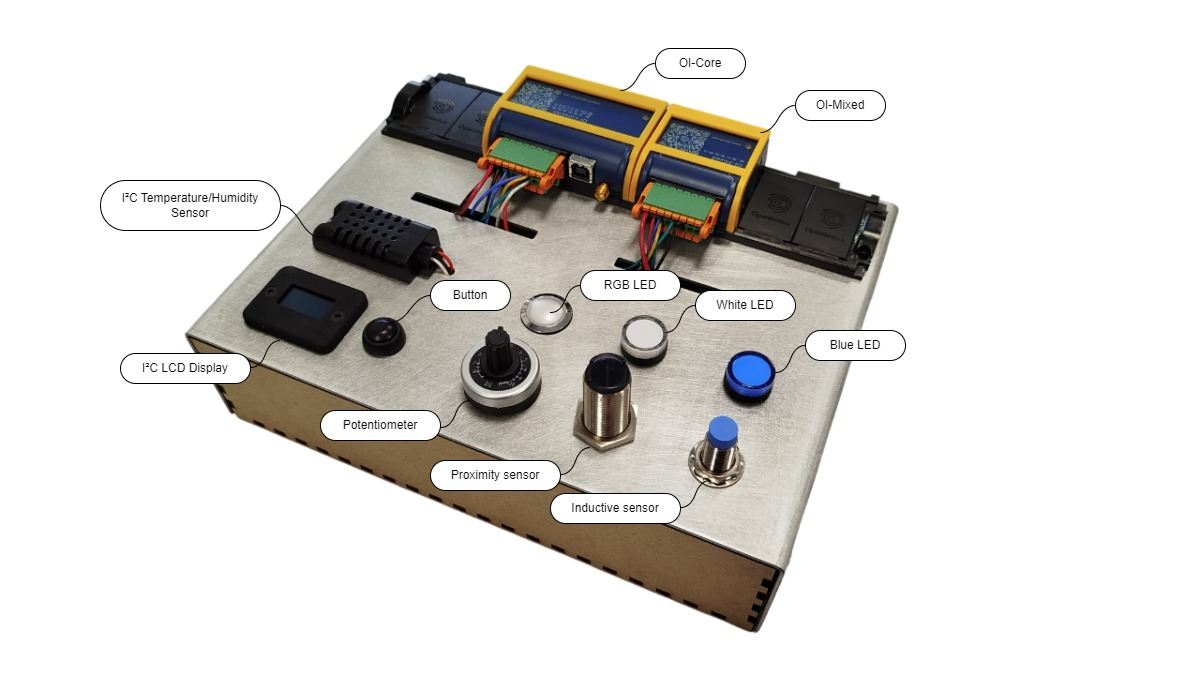 OI-Core
OI-Mixed
I²C Temperature/Humidity
Sensor
RGB LED
Button
White LED
Blue LED
I²C LCD Display
Potentiometer
Proximity sensor
Inductive sensor